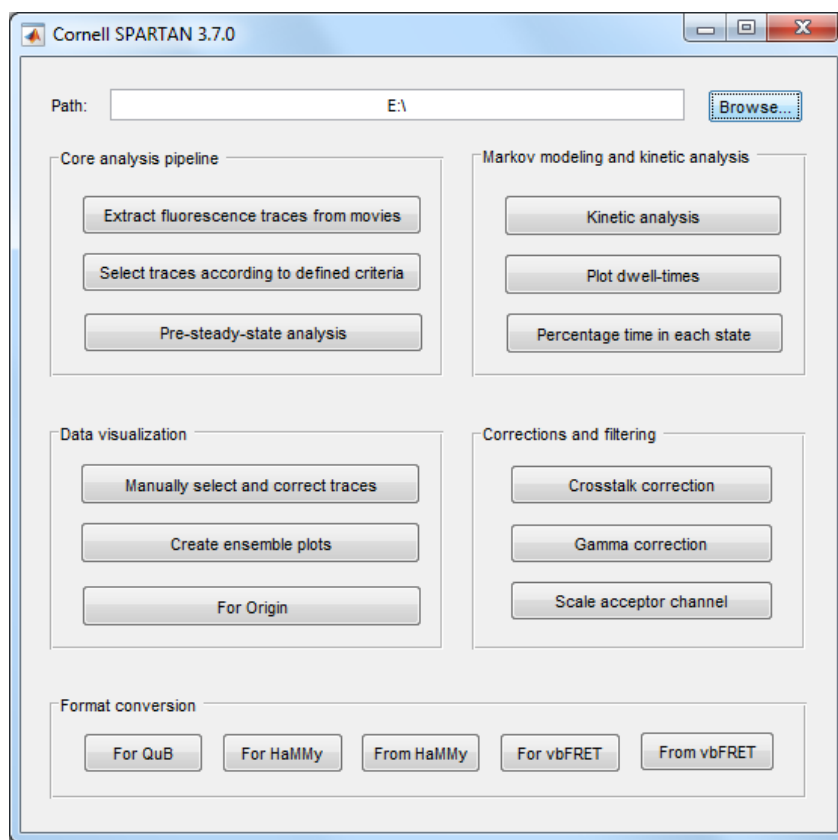 Cornell SPARTAN 3.7.0
Path: E:\ Browse...
Core analysis pipeline
Extract fluorescence traces from movies
Select traces according to defined criteria
Pre-steady-state analysis
Markov modeling and kinetic analysis
Kinetic analysis
Plot dwell-times
Percentage time in each state
Data visualization
Manually select and correct traces
Create ensemble plots
For Origin
Corrections and filtering
Crosstalk correction
Gamma correction
Scale acceptor channel
Format conversion
For QuB For HaMMy From HaMMy For vbFRET From vbFRET